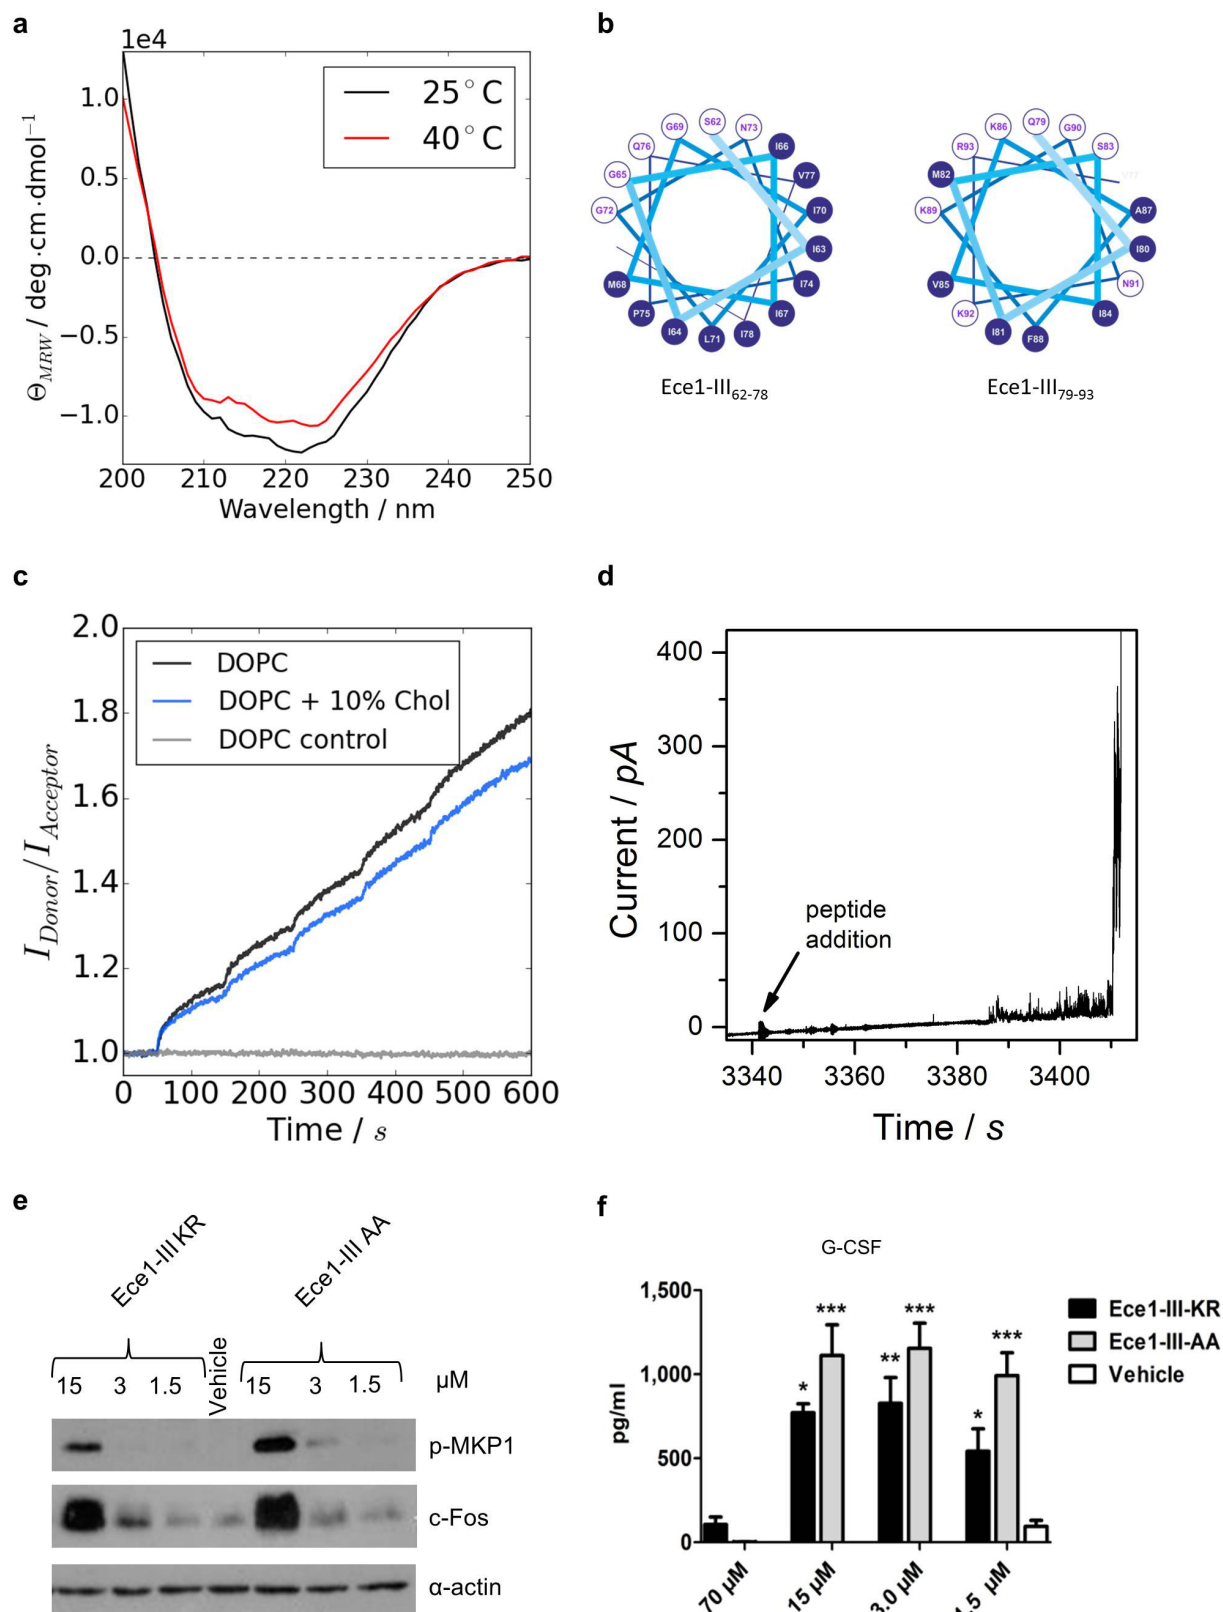 a
1e4
25°C
40°C
1.0
0.5
0.0
−0.5
−1.0
Θ_MRW / deg·cm·dmol⁻¹
200 210 220 230 240 250
Wavelength / nm
b
G69 S62 N73
Q76 I66
G65 V77
G72 I70
I63
M68 I74
P75 I67
I64 L71 I78
Ece1-III62-78
K86 Q79 G90
R93 S83
M82 V77
K89 A87
I80
V85 N91
K92 I84
I81 F88
Ece1-III79-93
c
DOPC
DOPC + 10% Chol
DOPC control
2.0
1.8
1.6
1.4
1.2
1.0
I_Donor/I_Acceptor
0 100 200 300 400 500 600
Time / s
d
400
300
200
100
0
Current / pA
peptide
addition
3340 3360 3380 3400
Time / s
e
Ece1-III KR
Ece1-III AA
Vehicle
15 3 1.5 15 3 1.5 µM
p-MKP1
c-Fos
α-actin
f
G-CSF
1,500
1,000
500
0
pg/ml
* *** ** *** * ***
Ece1-III-KR
Ece1-III-AA
Vehicle
70 µM 15 µM 3.0 µM 1.5 µM